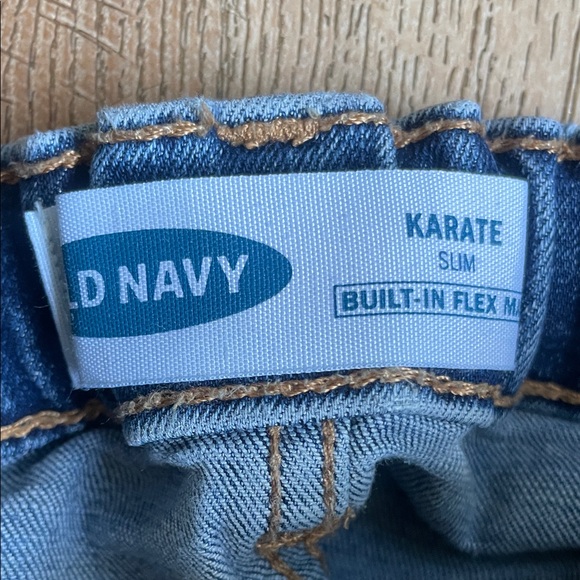 LD NAVY
KARATE
SLIM
BUILT-IN FLEX MA